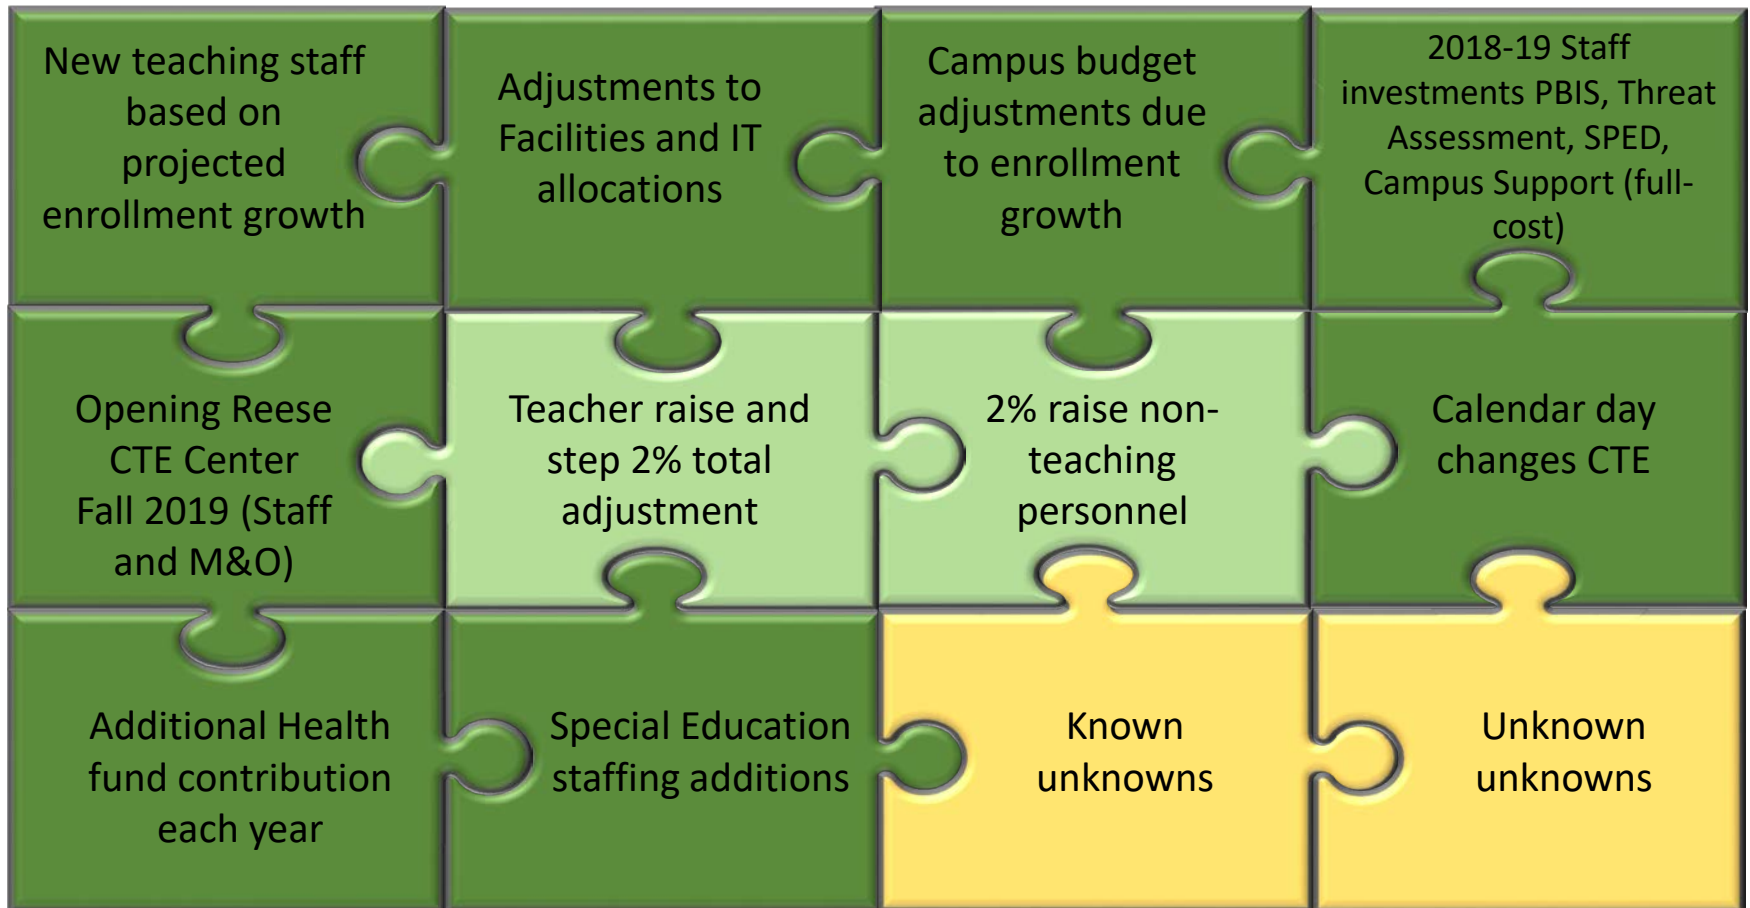 New teaching staff
based on
projected
enrollment growth
Adjustments to
Facilities and IT
allocations
Campus budget
adjustments due
to enrollment
growth
2018-19 Staff
investments PBIS, Threat
Assessment, SPED,
Campus Support (full-
cost)
Opening Reese
CTE Center
Fall 2019 (Staff
and M&O)
Teacher raise and
step 2% total
adjustment
2% raise non-
teaching
personnel
Calendar day
changes CTE
Additional Health
fund contribution
each year
Special Education
staffing additions
Known
unknowns
Unknown
unknowns